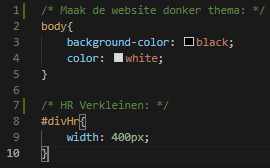 1 /* Maak de website donker thema: */
2 body{
3 background-color: black;
4 color: white;
5 }
6
7 /* HR Verkleinen: */
8 #divHr{
9 width: 400px;
10 }